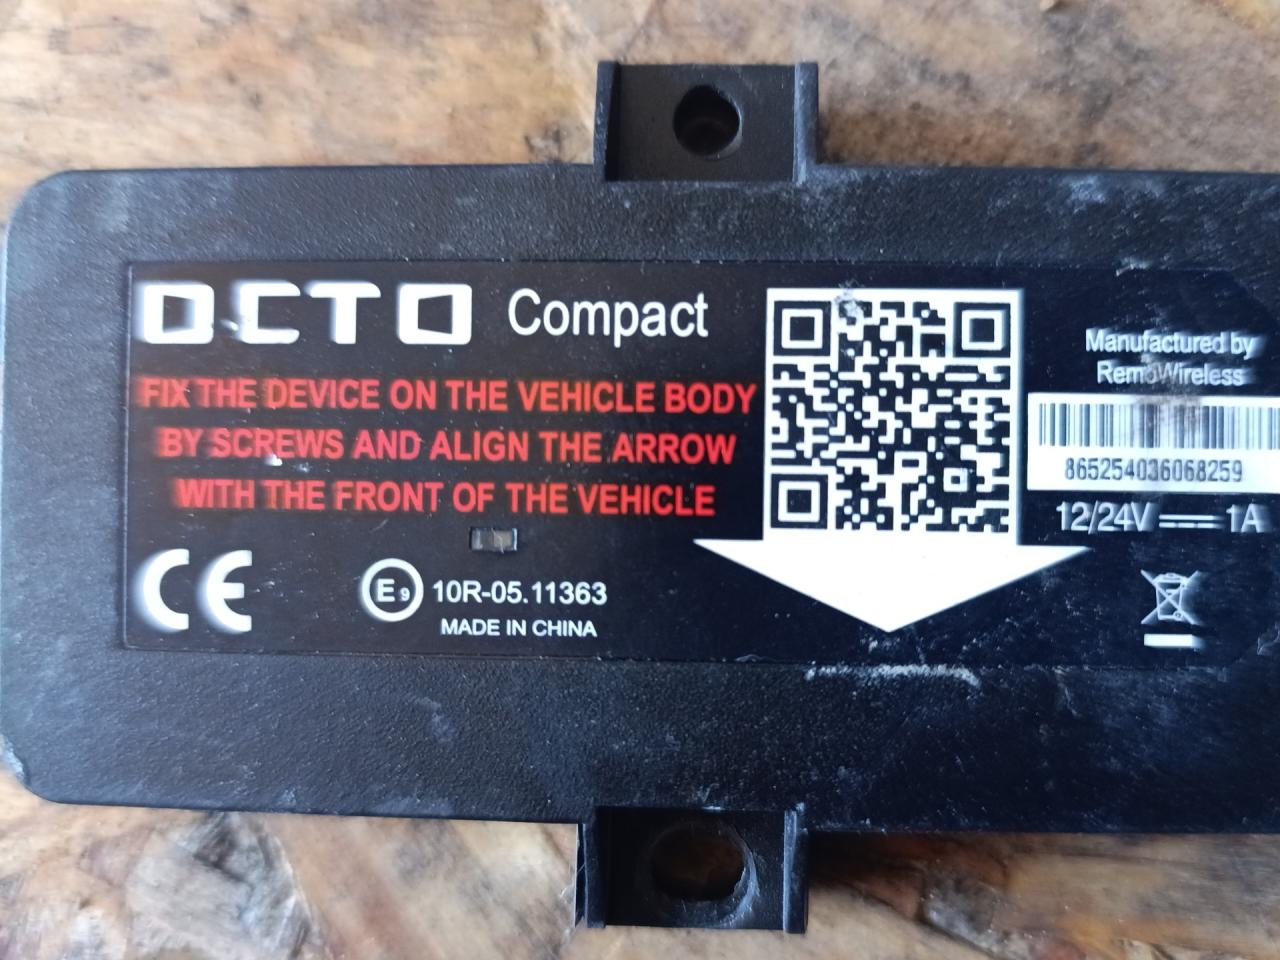 OCTO Compact
FIX THE DEVICE ON THE VEHICLE BODY
BY SCREWS AND ALIGN THE ARROW
WITH THE FRONT OF THE VEHICLE
CE
E9 10R-05.11363
MADE IN CHINA
Manufactured by
RemoWireless
865254036068259
12/24V 1A